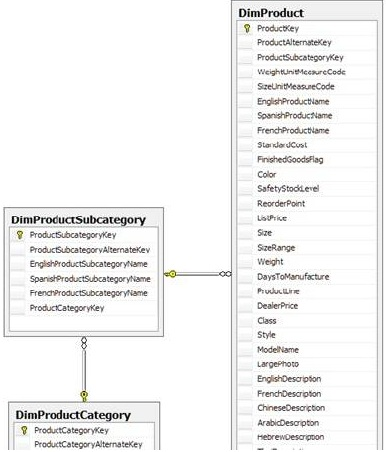 DimProduct
ProductKey
ProductAlternateKey
ProductSubcategoryKey
WeightUnitMeasureCode
SizeUnitMeasureCode
EnglishProductName
SpanishProductName
FrenchProductName
StandardCost
FinishedGoodsFlag
Color
SafetyStockLevel
ReorderPoint
ListPrice
Size
SizeRange
Weight
DaysToManufacture
ProductLine
DealerPrice
Class
Style
ModelName
LargePhoto
EnglishDescription
FrenchDescription
ChineseDescription
ArabicDescription
HebrewDescription
DimProductSubcategory
ProductSubcategoryKey
ProductSubcategoryAlternateKey
EnglishProductSubcategoryName
SpanishProductSubcategoryName
FrenchProductSubcategoryName
ProductCategoryKey
DimProductCategory
ProductCategoryKey
ProductCategoryAlternateKey